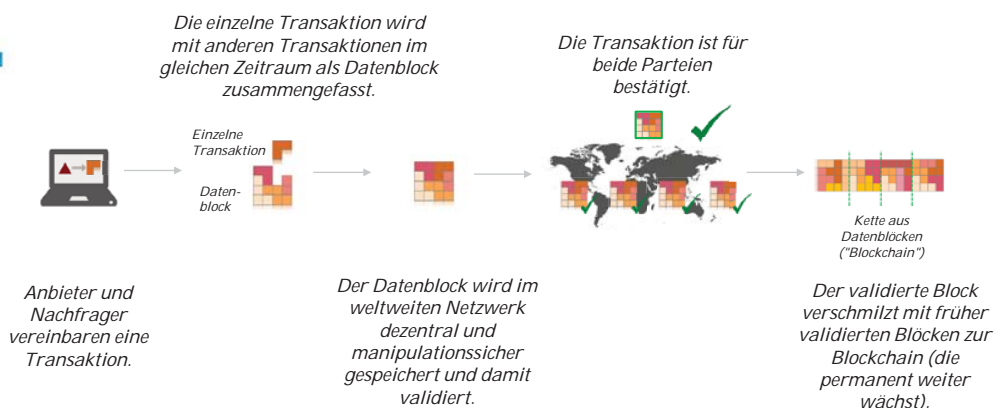 Die einzelne Transaktion wird
mit anderen Transaktionen im
gleichen Zeitraum als Datenblock
zusammengefasst.
Die Transaktion ist für
beide Parteien
bestätigt.
Einzelne
Transaktion
Daten-
block
Kette aus
Datenblöcken
("Blockchain")
Anbieter und
Nachfrager
vereinbaren eine
Transaktion.
Der Datenblock wird im
weltweiten Netzwerk
dezentral und
manipulationssicher
gespeichert und damit
validiert.
Der validierte Block
verschmilzt mit früher
validierten Blöcken zur
Blockchain (die
permanent weiter
wächst).